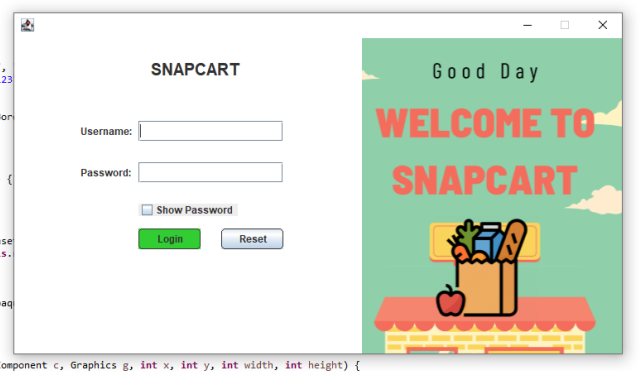 SNAPCART
Username:
Password:
Show Password
Login
Reset
Good Day
WELCOME TO
SNAPCART
Component c, Graphics g, int x, int y, int width, int height) {